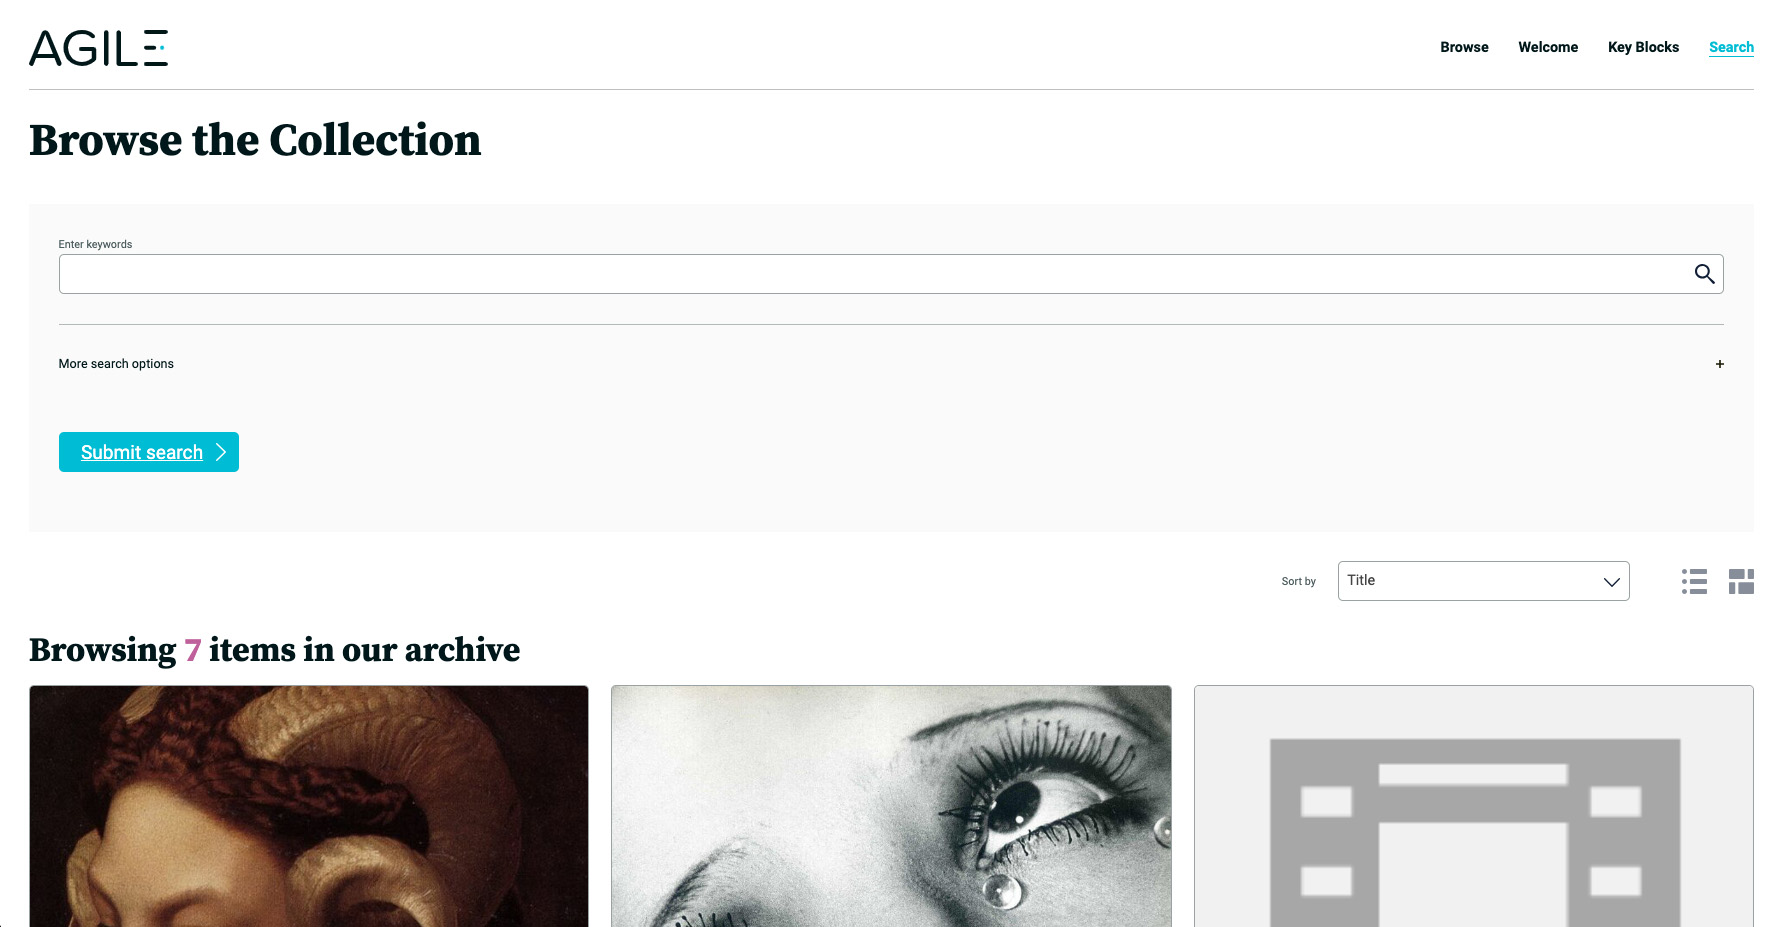 AGILE
Browse
Welcome
Key Blocks
Search
Browse the Collection
Enter keywords
More search options
+
Submit search
Sort by
Title
Browsing 7 items in our archive